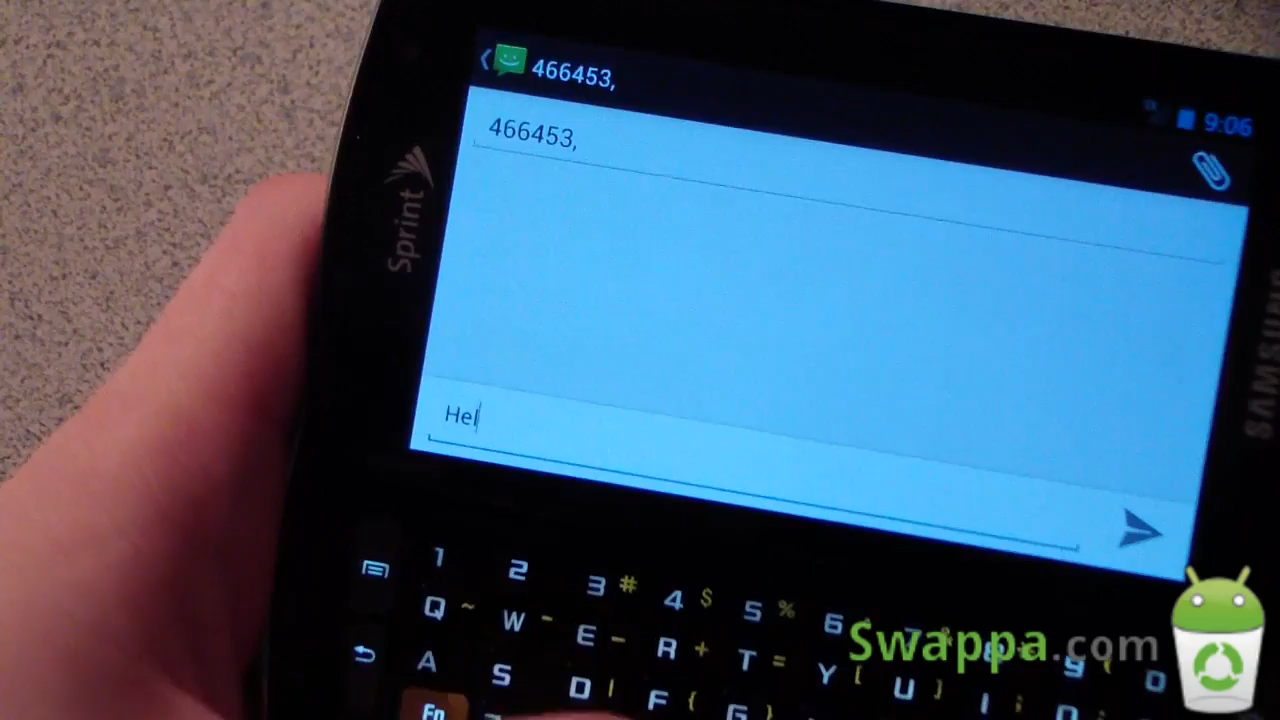 466453,
9:06
466453,
Sprint
SAMSUNG
Hel
1 2 3 # 4 $ 5 % 6
Q ~ W E R + T = Y [ U ] I ;
A S D | F { G }
Fn
Swappa.com